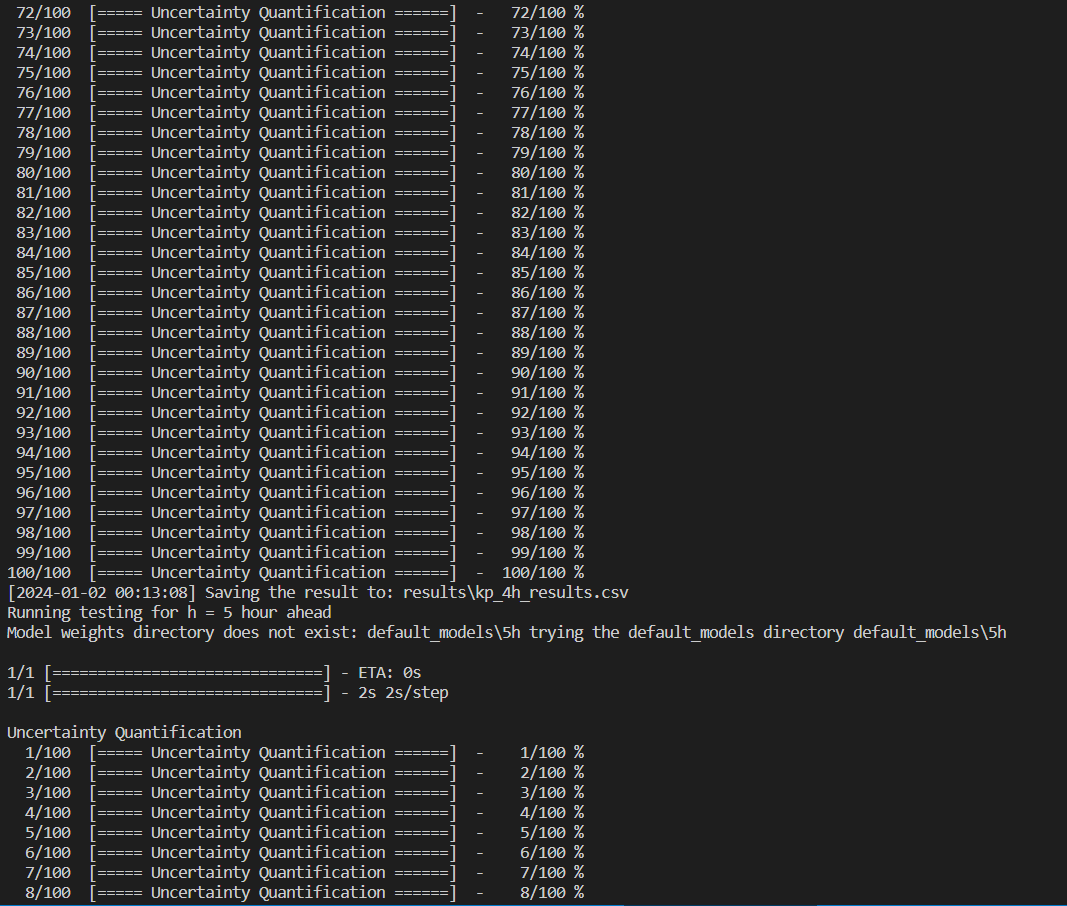 72/100 [===== Uncertainty Quantification ======] - 72/100 %
73/100 [===== Uncertainty Quantification ======] - 73/100 %
74/100 [===== Uncertainty Quantification ======] - 74/100 %
75/100 [===== Uncertainty Quantification ======] - 75/100 %
76/100 [===== Uncertainty Quantification ======] - 76/100 %
77/100 [===== Uncertainty Quantification ======] - 77/100 %
78/100 [===== Uncertainty Quantification ======] - 78/100 %
79/100 [===== Uncertainty Quantification ======] - 79/100 %
80/100 [===== Uncertainty Quantification ======] - 80/100 %
81/100 [===== Uncertainty Quantification ======] - 81/100 %
82/100 [===== Uncertainty Quantification ======] - 82/100 %
83/100 [===== Uncertainty Quantification ======] - 83/100 %
84/100 [===== Uncertainty Quantification ======] - 84/100 %
85/100 [===== Uncertainty Quantification ======] - 85/100 %
86/100 [===== Uncertainty Quantification ======] - 86/100 %
87/100 [===== Uncertainty Quantification ======] - 87/100 %
88/100 [===== Uncertainty Quantification ======] - 88/100 %
89/100 [===== Uncertainty Quantification ======] - 89/100 %
90/100 [===== Uncertainty Quantification ======] - 90/100 %
91/100 [===== Uncertainty Quantification ======] - 91/100 %
92/100 [===== Uncertainty Quantification ======] - 92/100 %
93/100 [===== Uncertainty Quantification ======] - 93/100 %
94/100 [===== Uncertainty Quantification ======] - 94/100 %
95/100 [===== Uncertainty Quantification ======] - 95/100 %
96/100 [===== Uncertainty Quantification ======] - 96/100 %
97/100 [===== Uncertainty Quantification ======] - 97/100 %
98/100 [===== Uncertainty Quantification ======] - 98/100 %
99/100 [===== Uncertainty Quantification ======] - 99/100 %
100/100 [===== Uncertainty Quantification ======] - 100/100 %
[2024-01-02 00:13:08] Saving the result to: results\kp_4h_results.csv
Running testing for h = 5 hour ahead
Model weights directory does not exist: default_models\5h trying the default_models directory default_models\5h
1/1 [==============================] - ETA: 0s
1/1 [==============================] - 2s 2s/step
Uncertainty Quantification
1/100 [===== Uncertainty Quantification ======] - 1/100 %
2/100 [===== Uncertainty Quantification ======] - 2/100 %
3/100 [===== Uncertainty Quantification ======] - 3/100 %
4/100 [===== Uncertainty Quantification ======] - 4/100 %
5/100 [===== Uncertainty Quantification ======] - 5/100 %
6/100 [===== Uncertainty Quantification ======] - 6/100 %
7/100 [===== Uncertainty Quantification ======] - 7/100 %
8/100 [===== Uncertainty Quantification ======] - 8/100 %